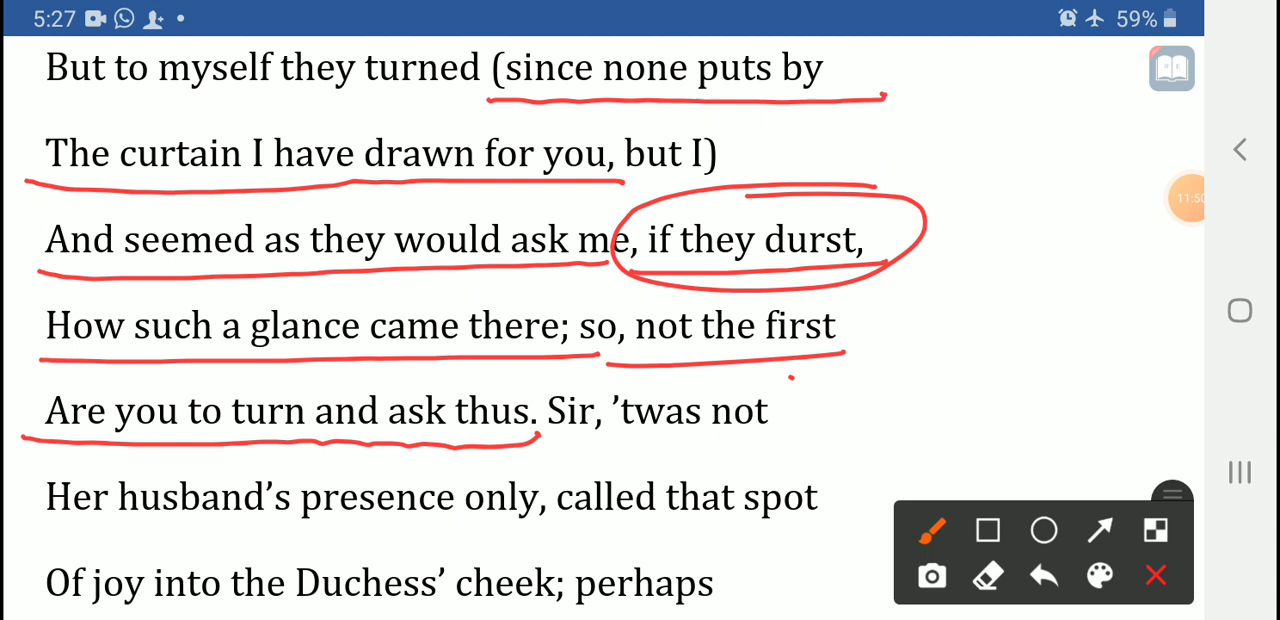 5:27
59%
But to myself they turned (since none puts by
The curtain I have drawn for you, but I)
11:50
And seemed as they would ask me, if they durst,
How such a glance came there; so, not the first
Are you to turn and ask thus. Sir, ’twas not
Her husband’s presence only, called that spot
Of joy into the Duchess’ cheek; perhaps